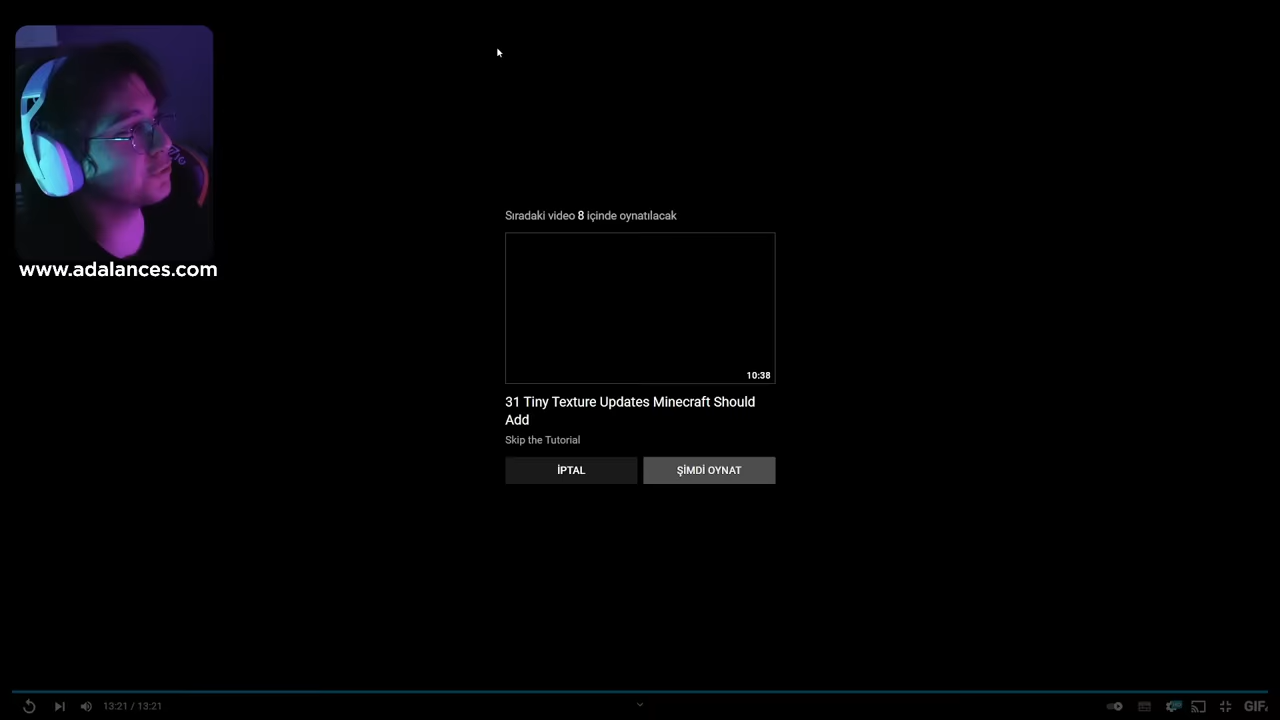 www.adalances.com
Sıradaki video 8 içinde oynatılacak
10:38
31 Tiny Texture Updates Minecraft Should
Add
Skip the Tutorial
İPTAL
ŞİMDİ OYNAT
13:21 / 13:21
GIF